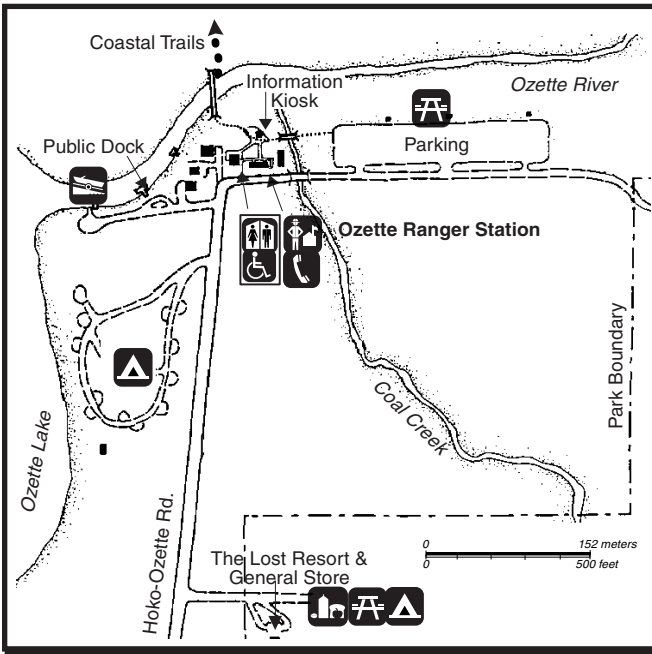 Coastal Trails
Information
Kiosk
Ozette River
Public Dock
Parking
Ozette Ranger Station
Park Boundary
Coal Creek
Ozette Lake
Hoko-Ozette Rd.
0 152 meters
0 500 feet
The Lost Resort &
General Store